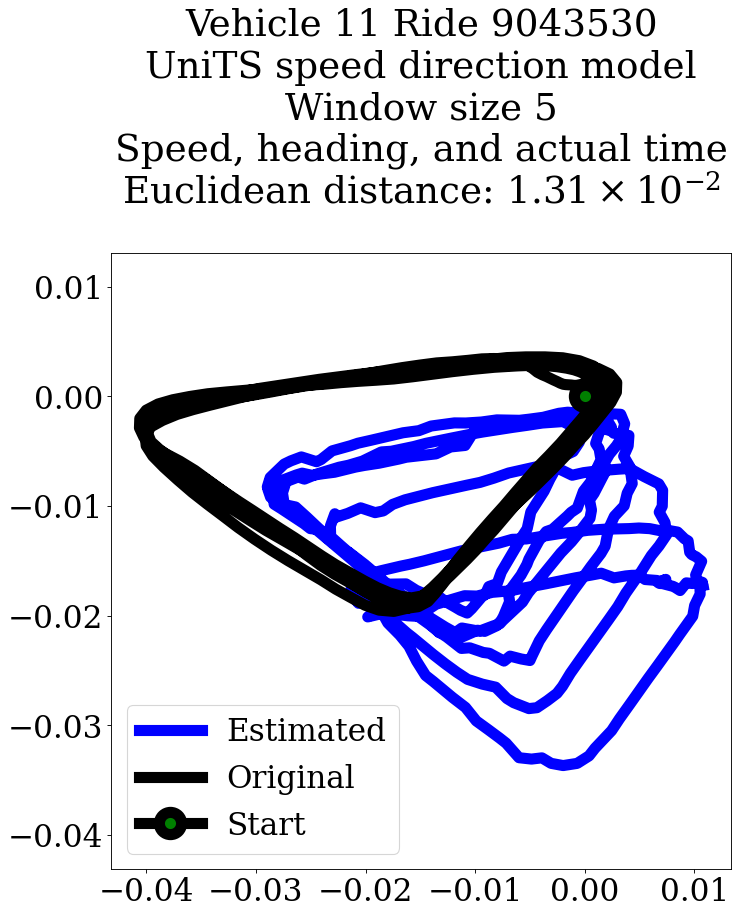 Vehicle 11 Ride 9043530
UniTS speed direction model
Window size 5
Speed, heading, and actual time
Euclidean distance: 1.31 × 10⁻²
0.01
0.00
−0.01
−0.02
−0.03
−0.04
Estimated
Original
Start
−0.04 −0.03 −0.02 −0.01 0.00 0.01